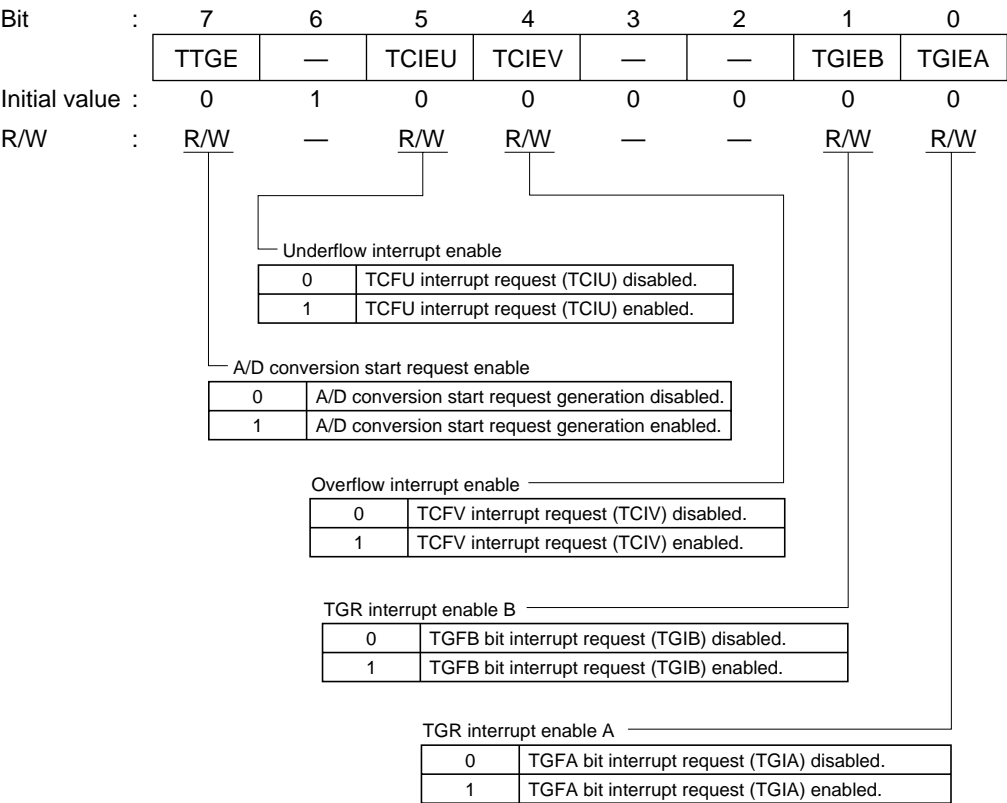 Bit : 7 6 5 4 3 2 1 0
TTGE — TCIEU TCIEV — — TGIEB TGIEA
Initial value : 0 1 0 0 0 0 0 0
R/W : R/W — R/W R/W — — R/W R/W
Underflow interrupt enable
0 TCFU interrupt request (TCIU) disabled.
1 TCFU interrupt request (TCIU) enabled.
A/D conversion start request enable
0 A/D conversion start request generation disabled.
1 A/D conversion start request generation enabled.
Overflow interrupt enable
0 TCFV interrupt request (TCIV) disabled.
1 TCFV interrupt request (TCIV) enabled.
TGR interrupt enable B
0 TGFB bit interrupt request (TGIB) disabled.
1 TGFB bit interrupt request (TGIB) enabled.
TGR interrupt enable A
0 TGFA bit interrupt request (TGIA) disabled.
1 TGFA bit interrupt request (TGIA) enabled.